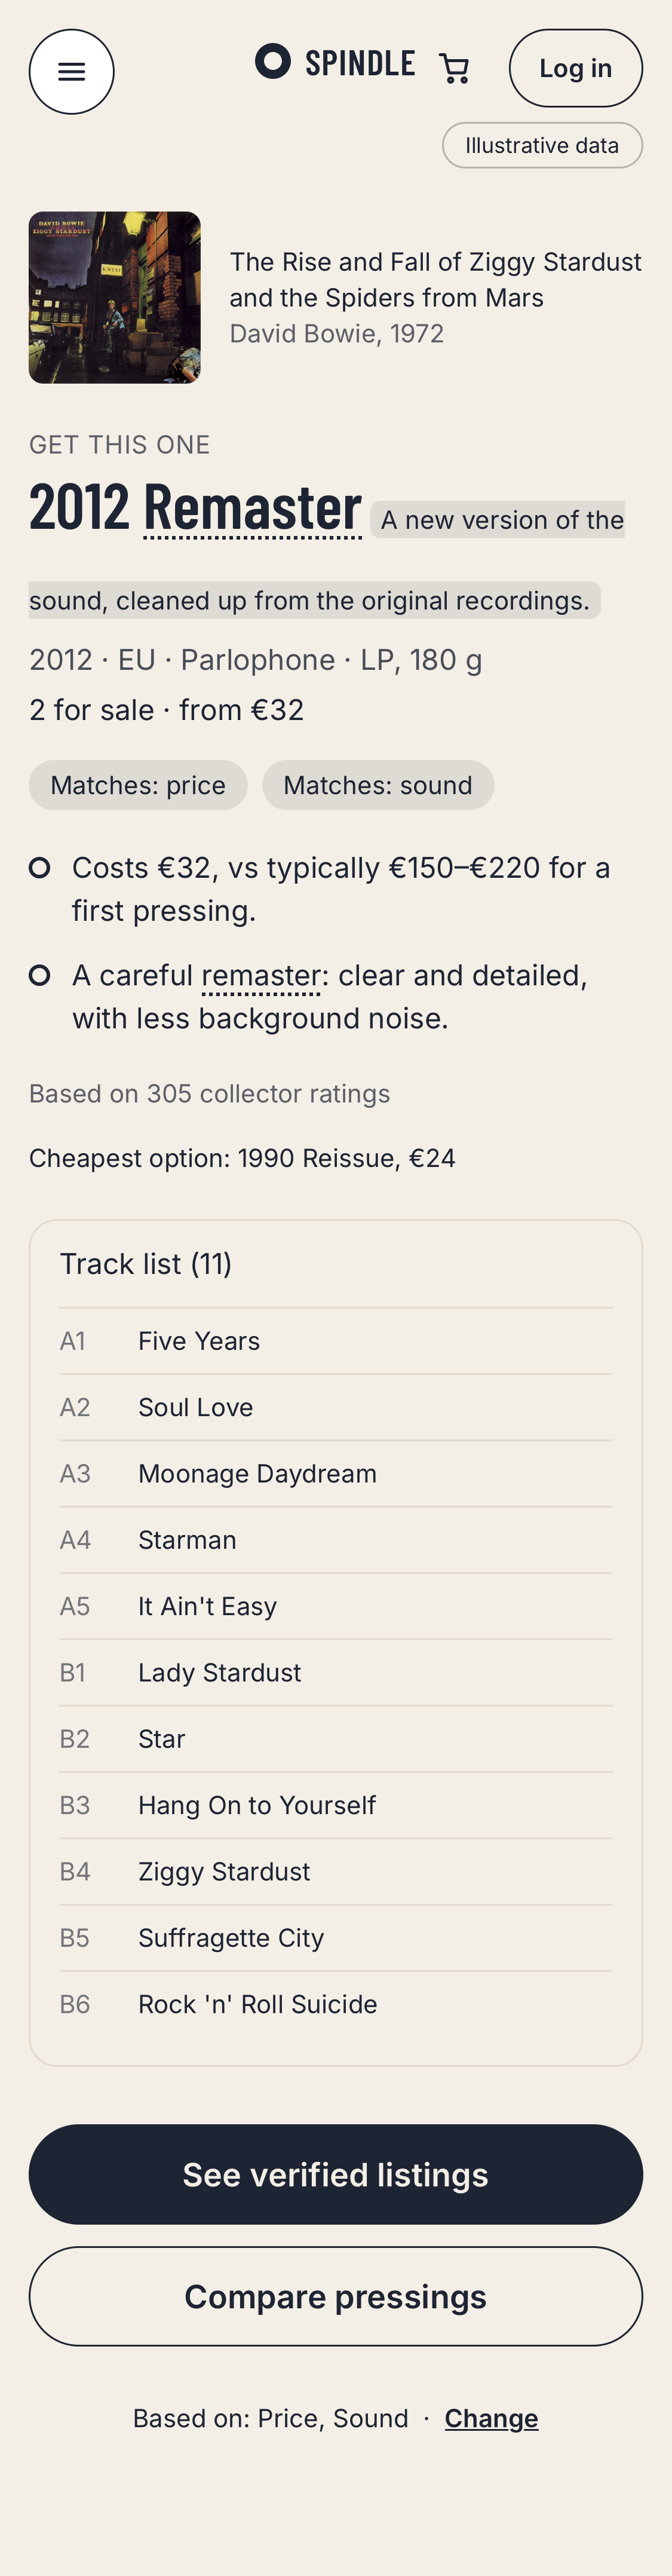 SPINDLE
Log in
Illustrative data
DAVID BOWIE
ZIGGY STARDUST
K.WEST
The Rise and Fall of Ziggy Stardust
and the Spiders from Mars
David Bowie, 1972
GET THIS ONE
2012 Remaster A new version of the
sound, cleaned up from the original recordings.
2012 · EU · Parlophone · LP, 180 g
2 for sale · from €32
Matches: price
Matches: sound
Costs €32, vs typically €150–€220 for a
first pressing.
A careful remaster: clear and detailed,
with less background noise.
Based on 305 collector ratings
Cheapest option: 1990 Reissue, €24
Track list (11)
A1 Five Years
A2 Soul Love
A3 Moonage Daydream
A4 Starman
A5 It Ain't Easy
B1 Lady Stardust
B2 Star
B3 Hang On to Yourself
B4 Ziggy Stardust
B5 Suffragette City
B6 Rock 'n' Roll Suicide
See verified listings
Compare pressings
Based on: Price, Sound · Change